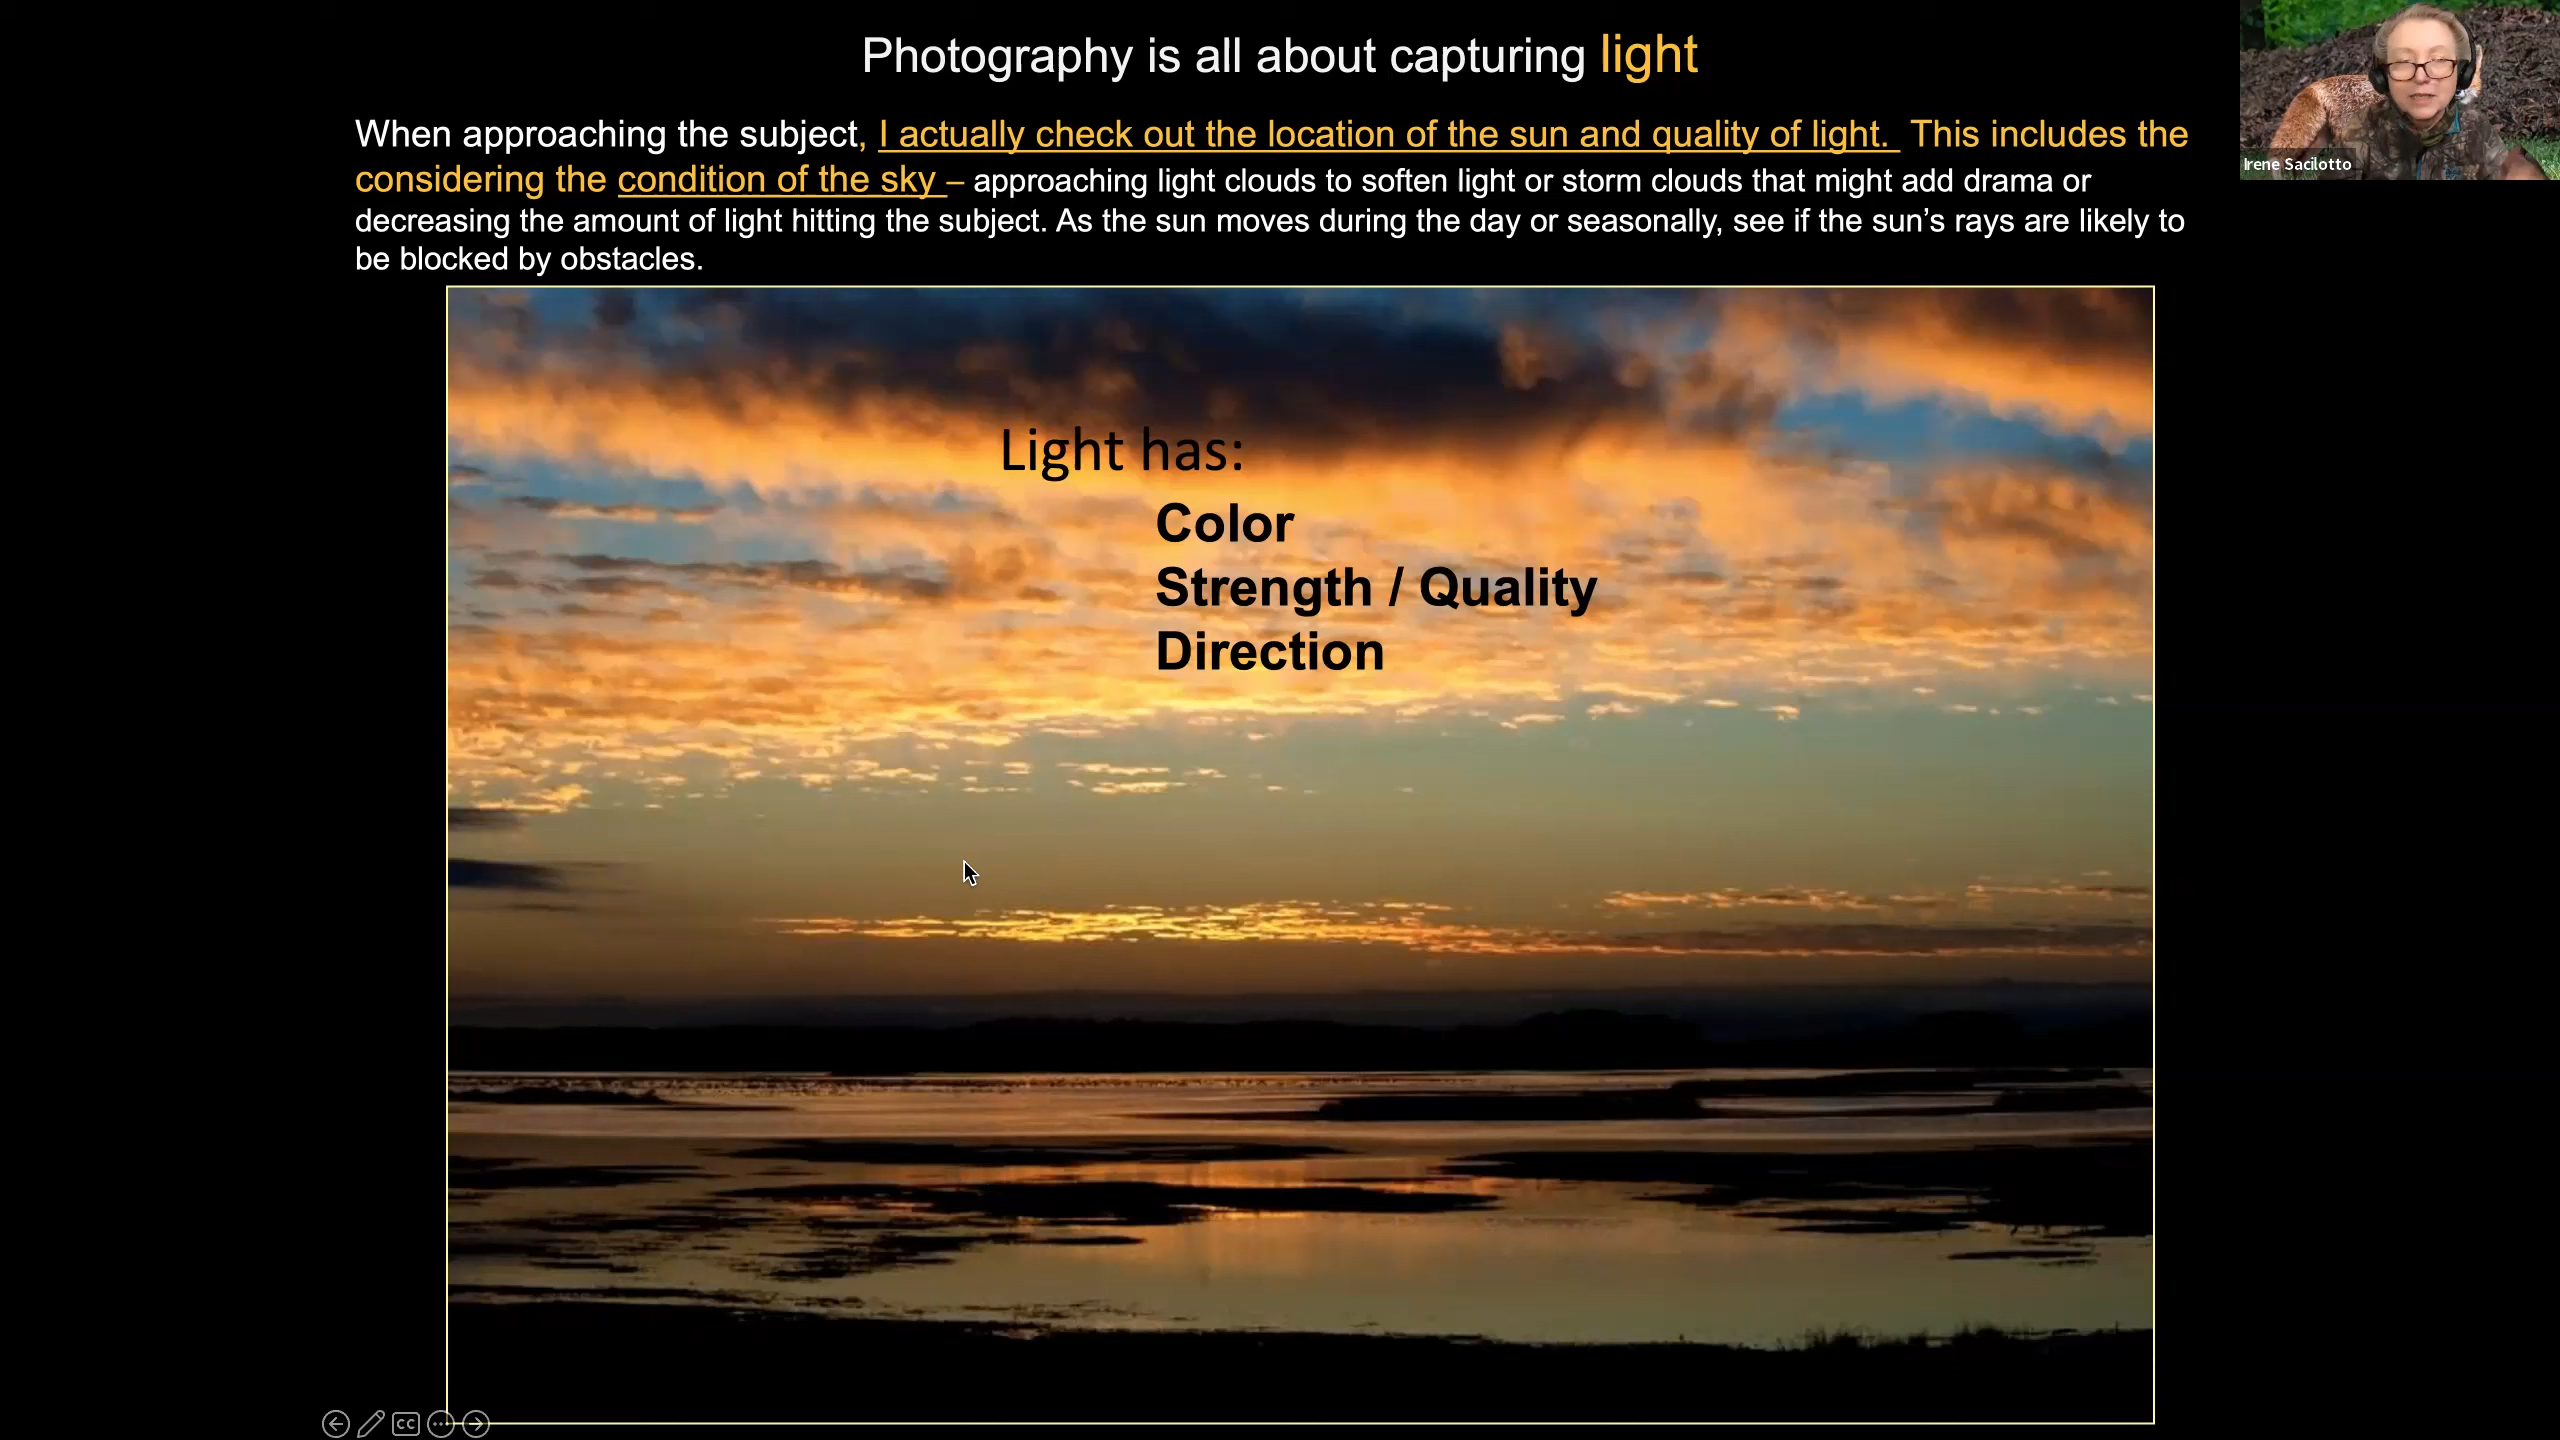 Photography is all about capturing light
When approaching the subject, I actually check out the location of the sun and quality of light. This includes the
considering the condition of the sky – approaching light clouds to soften light or storm clouds that might add drama or
decreasing the amount of light hitting the subject. As the sun moves during the day or seasonally, see if the sun’s rays are likely to
be blocked by obstacles.
Irene Sacilotto
Light has:
Color
Strength / Quality
Direction
CC